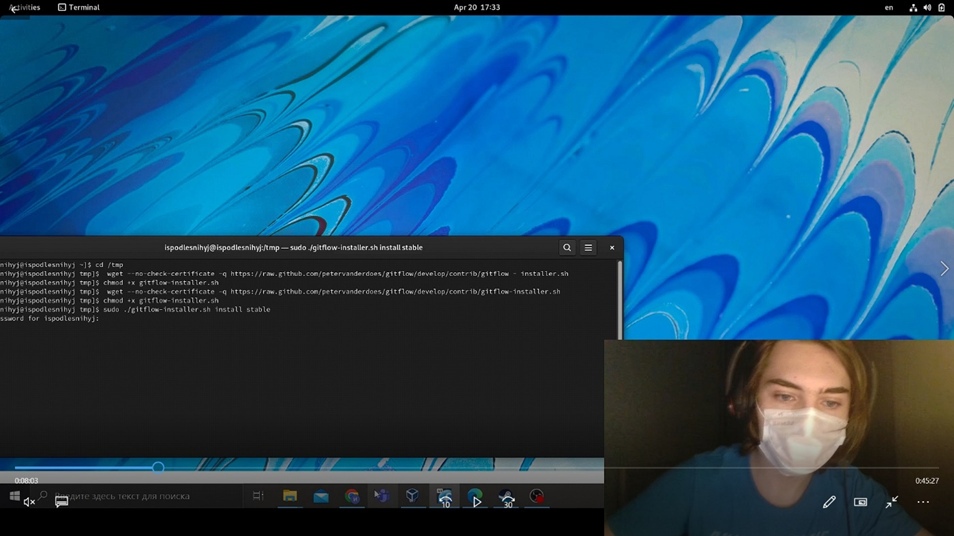 Activities Terminal Apr 20 17:33 en
ispodlesnihyj@ispodlesnihyj:/tmp — sudo ./gitflow-installer.sh install stable
nihyj@ispodlesnihyj ~]$ cd /tmp
nihyj@ispodlesnihyj tmp]$ wget --no-check-certificate -q https://raw.github.com/petervanderdoes/gitflow/develop/contrib/gitflow - installer.sh
nihyj@ispodlesnihyj tmp]$ chmod +x gitflow-installer.sh
nihyj@ispodlesnihyj tmp]$ wget --no-check-certificate -q https://raw.github.com/petervanderdoes/gitflow/develop/contrib/gitflow-installer.sh
nihyj@ispodlesnihyj tmp]$ chmod +x gitflow-installer.sh
nihyj@ispodlesnihyj tmp]$ sudo ./gitflow-installer.sh install stable
ssword for ispodlesnihyj:
0:08:03 0:45:27
Введите здесь текст для поиска
10 30